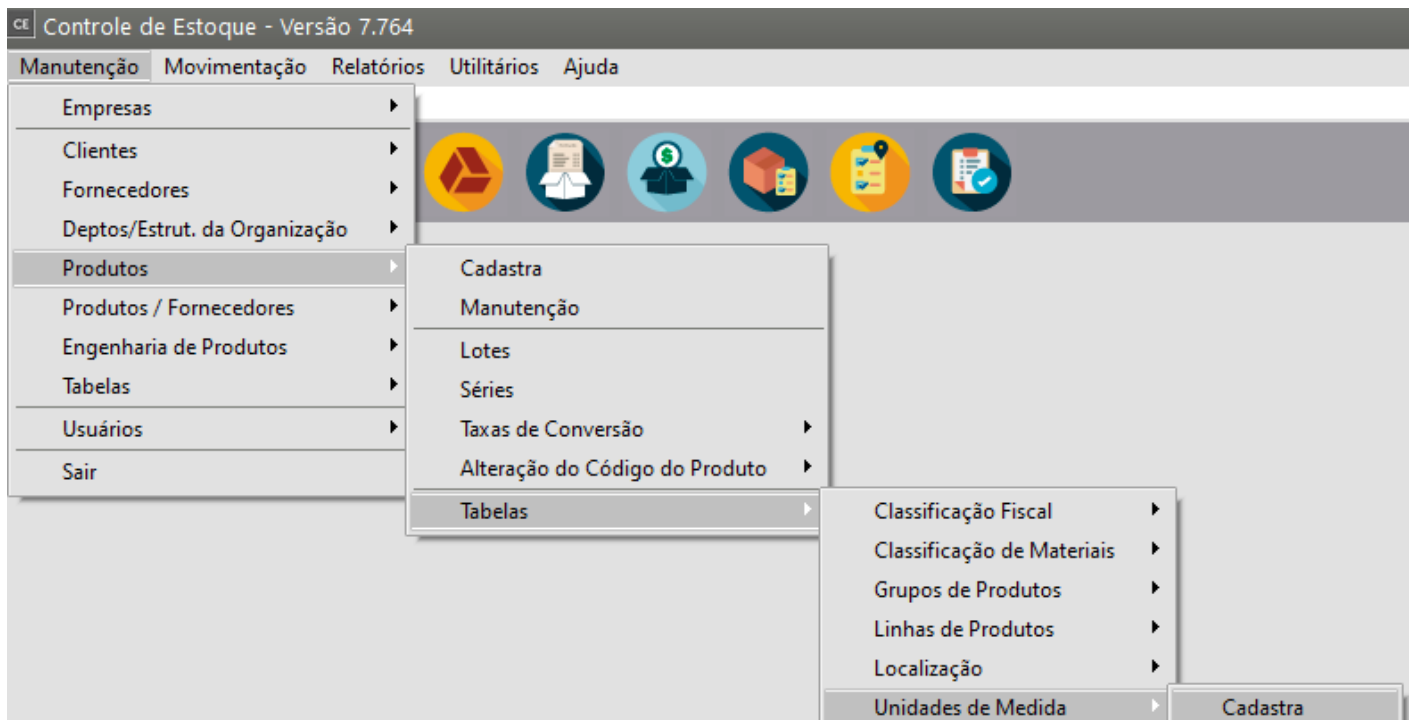 CE Controle de Estoque - Versão 7.764
Manutenção Movimentação Relatórios Utilitários Ajuda
Empresas
Clientes
Fornecedores
Deptos/Estrut. da Organização
Produtos
Produtos / Fornecedores
Engenharia de Produtos
Tabelas
Usuários
Sair
Cadastra
Manutenção
Lotes
Séries
Taxas de Conversão
Alteração do Código do Produto
Tabelas
Classificação Fiscal
Classificação de Materiais
Grupos de Produtos
Linhas de Produtos
Localização
Unidades de Medida
Cadastra